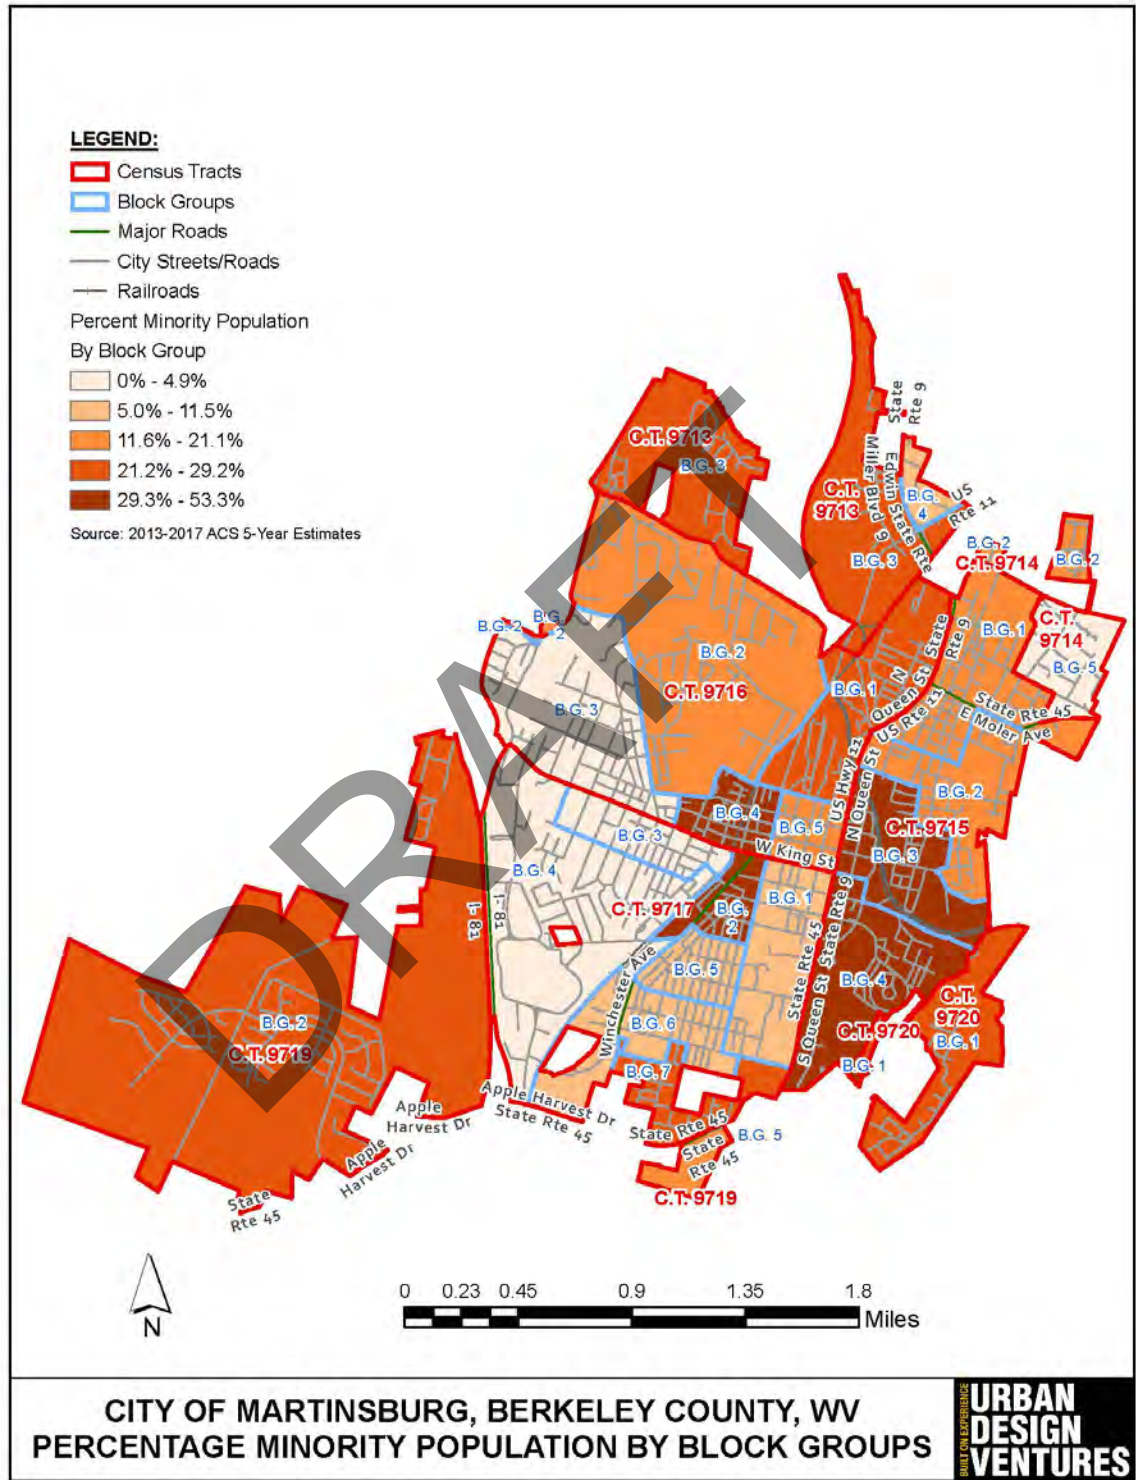 LEGEND:
Census Tracts
Block Groups
Major Roads
City Streets/Roads
Railroads
Percent Minority Population
By Block Group
0% - 4.9%
5.0% - 11.5%
11.6% - 21.1%
21.2% - 29.2%
29.3% - 53.3%
Source: 2013-2017 ACS 5-Year Estimates
DRAFT
State
Rte 9
C.T. 9713
B.G. 3
C.T.
9713
Miller Blvd 9
Edwin State Rte
B.G.
4
US
Rte 11
B.G. 3
B.G. 2
C.T. 9714
B.G. 2
B.G. 2
B.G.
2
B.G. 2
C.T. 9716
B.G. 3
B.G. 1
N
Queen St State
Rte 9
US Rte 11
B.G. 1
C.T.
9714
B.G. 5
State Rte 45
E Moler Ave
US Hwy 11
N Queen St
B.G. 2
B.G. 4
B.G. 5
C.T. 9715
B.G. 3
W King St
B.G. 3
B.G. 4
C.T. 9717
B.G.
2
B.G. 1
I- 81
I- 81
State Rte 45
S Queen St State Rte 9
Winchester Ave
B.G. 5
B.G. 4
B.G. 6
C.T. 9720
B.G. 1
C.T.
9720
B.G. 1
B.G. 2
C.T. 9719
B.G. 7
Apple
Harvest Dr
Apple Harvest Dr
State Rte 45
Apple
Harvest Dr
State Rte 45
State
Rte 45
B.G. 5
C.T. 9719
State
Rte 45
N
0 0.23 0.45 0.9 1.35 1.8
Miles
CITY OF MARTINSBURG, BERKELEY COUNTY, WV
PERCENTAGE MINORITY POPULATION BY BLOCK GROUPS
BUILT ON EXPERIENCE
URBAN
DESIGN
VENTURES